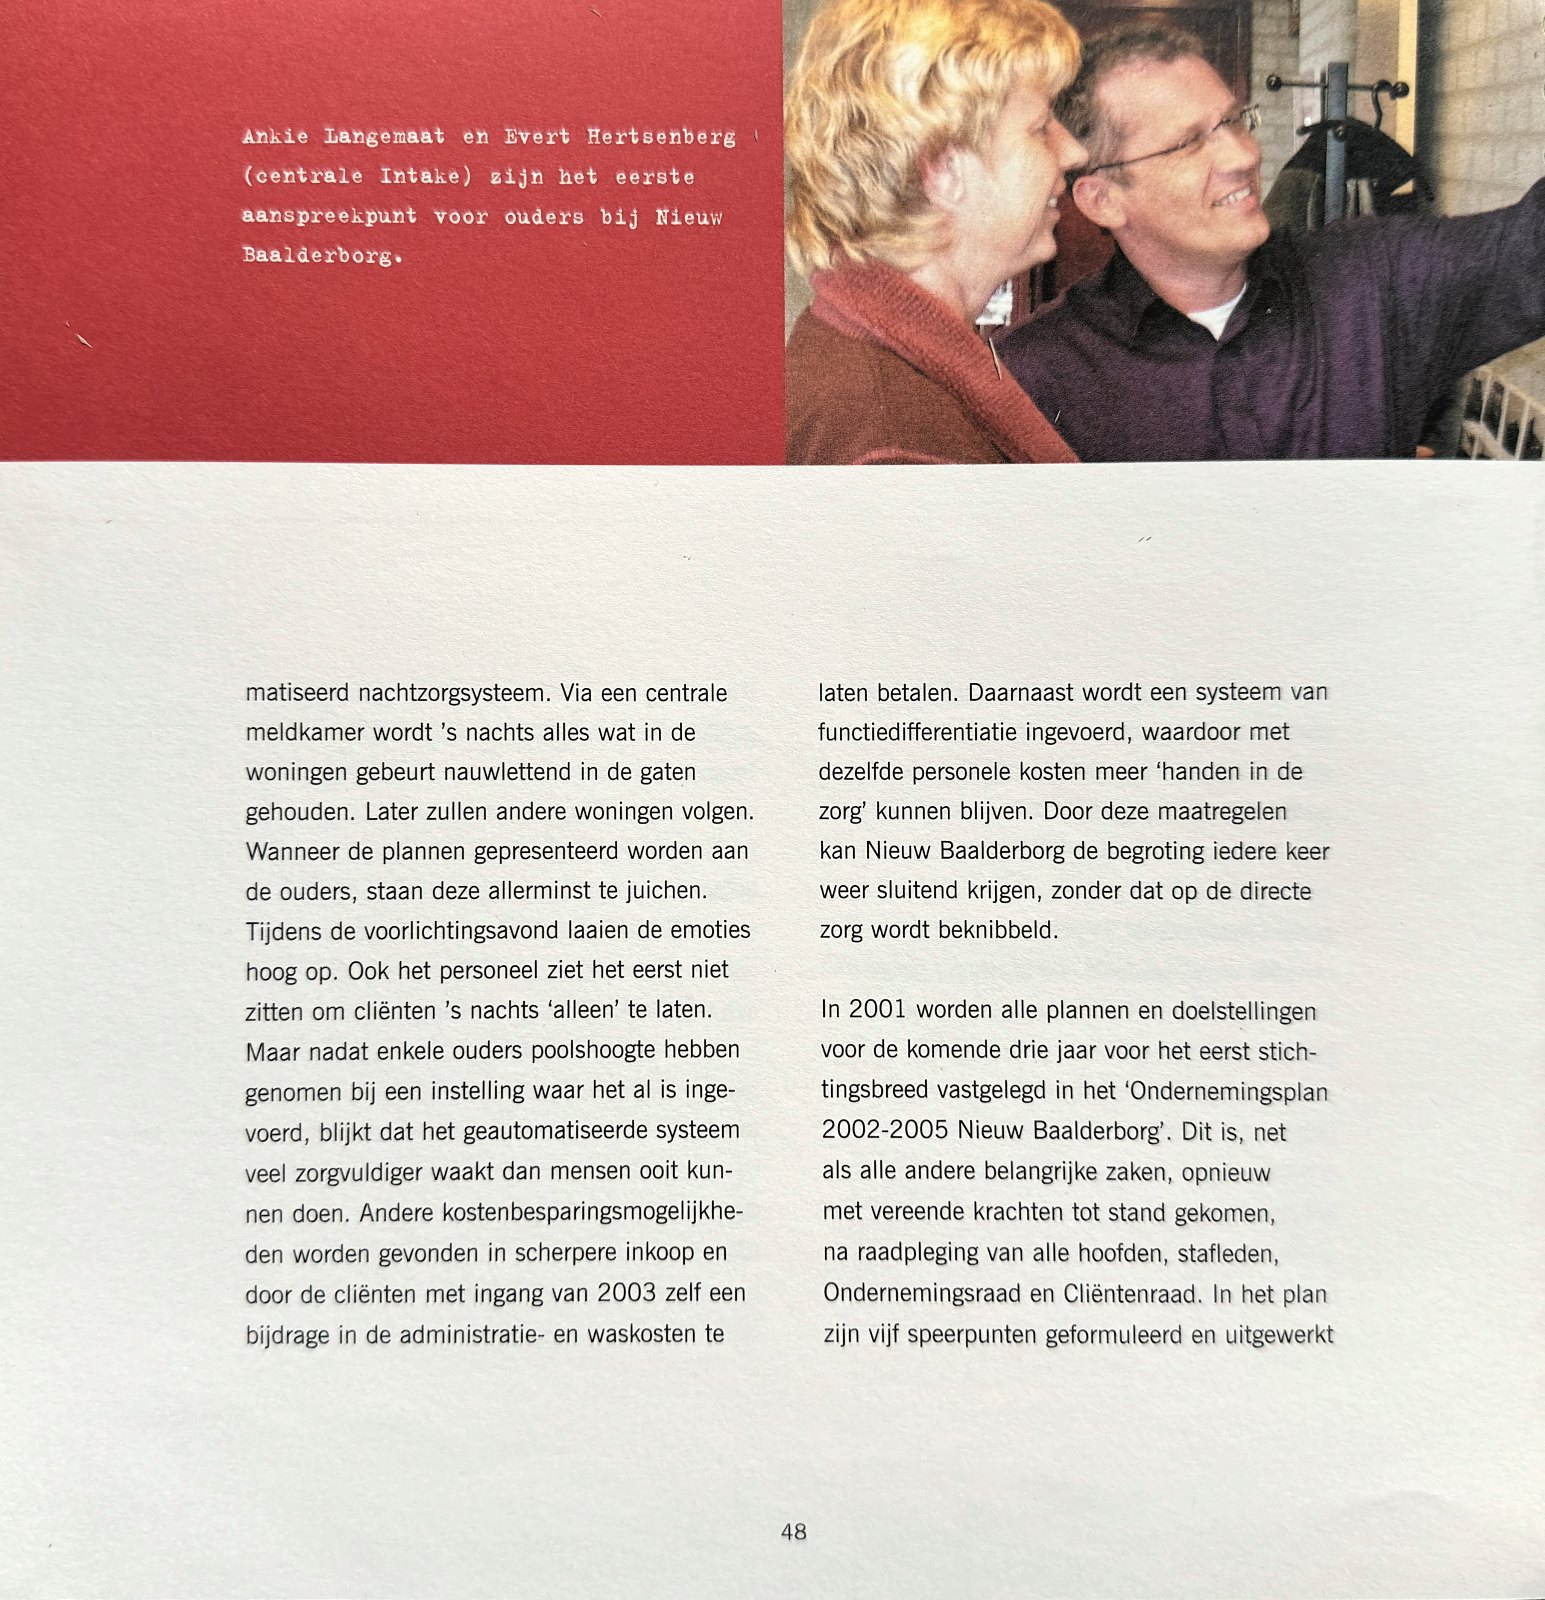 Ankie Langemaat en Evert Hertsenberg
(centrale Intake) zijn het eerste
aanspreekpunt voor ouders bij Nieuw
Baalderborg.
matiseerd nachtzorgsysteem. Via een centrale
meldkamer wordt ’s nachts alles wat in de
woningen gebeurt nauwlettend in de gaten
gehouden. Later zullen andere woningen volgen.
Wanneer de plannen gepresenteerd worden aan
de ouders, staan deze allerminst te juichen.
Tijdens de voorlichtingsavond laaien de emoties
hoog op. Ook het personeel ziet het eerst niet
zitten om cliënten ’s nachts ‘alleen’ te laten.
Maar nadat enkele ouders poolshoogte hebben
genomen bij een instelling waar het al is inge-
voerd, blijkt dat het geautomatiseerde systeem
veel zorgvuldiger waakt dan mensen ooit kun-
nen doen. Andere kostenbesparingsmogelijkhe-
den worden gevonden in scherpere inkoop en
door de cliënten met ingang van 2003 zelf een
bijdrage in de administratie- en waskosten te
laten betalen. Daarnaast wordt een systeem van
functiedifferentiatie ingevoerd, waardoor met
dezelfde personele kosten meer ‘handen in de
zorg’ kunnen blijven. Door deze maatregelen
kan Nieuw Baalderborg de begroting iedere keer
weer sluitend krijgen, zonder dat op de directe
zorg wordt beknibbeld.
In 2001 worden alle plannen en doelstellingen
voor de komende drie jaar voor het eerst stich-
tingsbreed vastgelegd in het ‘Ondernemingsplan
2002-2005 Nieuw Baalderborg’. Dit is, net
als alle andere belangrijke zaken, opnieuw
met vereende krachten tot stand gekomen,
na raadpleging van alle hoofden, stafleden,
Ondernemingsraad en Cliëntenraad. In het plan
zijn vijf speerpunten geformuleerd en uitgewerkt
48